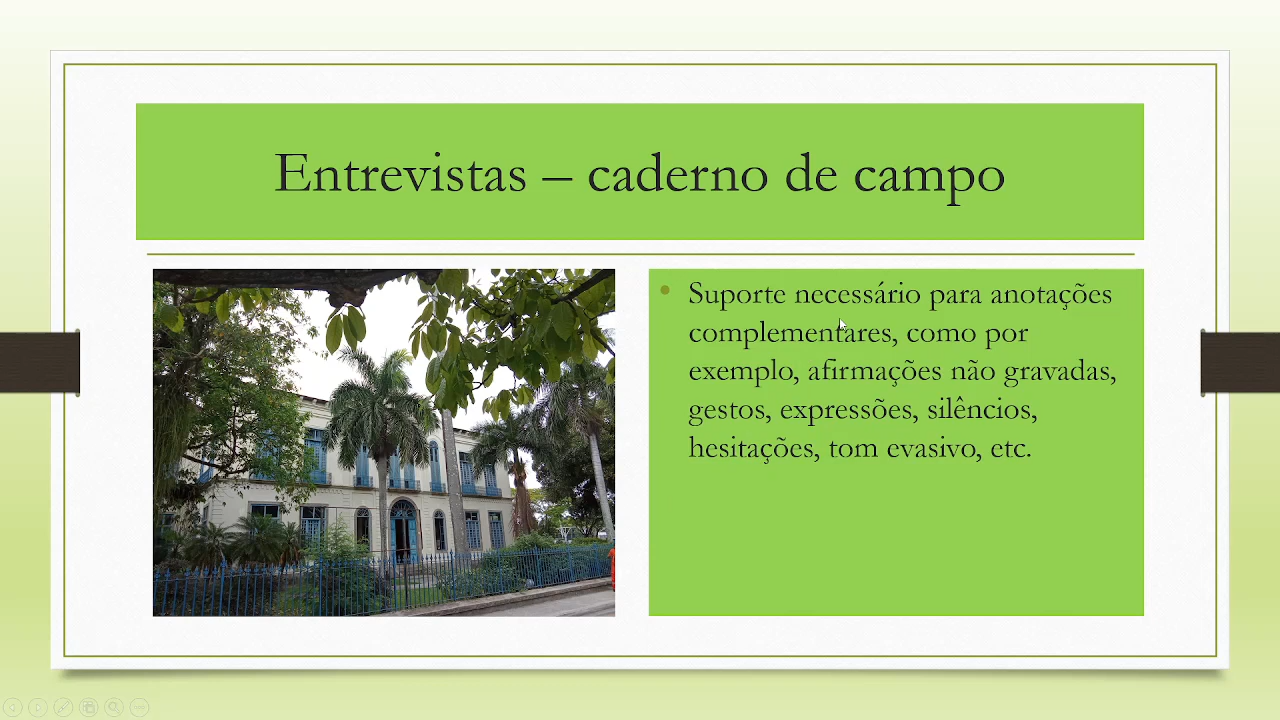 Entrevistas – caderno de campo
Suporte necessário para anotações
complementares, como por
exemplo, afirmações não gravadas,
gestos, expressões, silêncios,
hesitações, tom evasivo, etc.